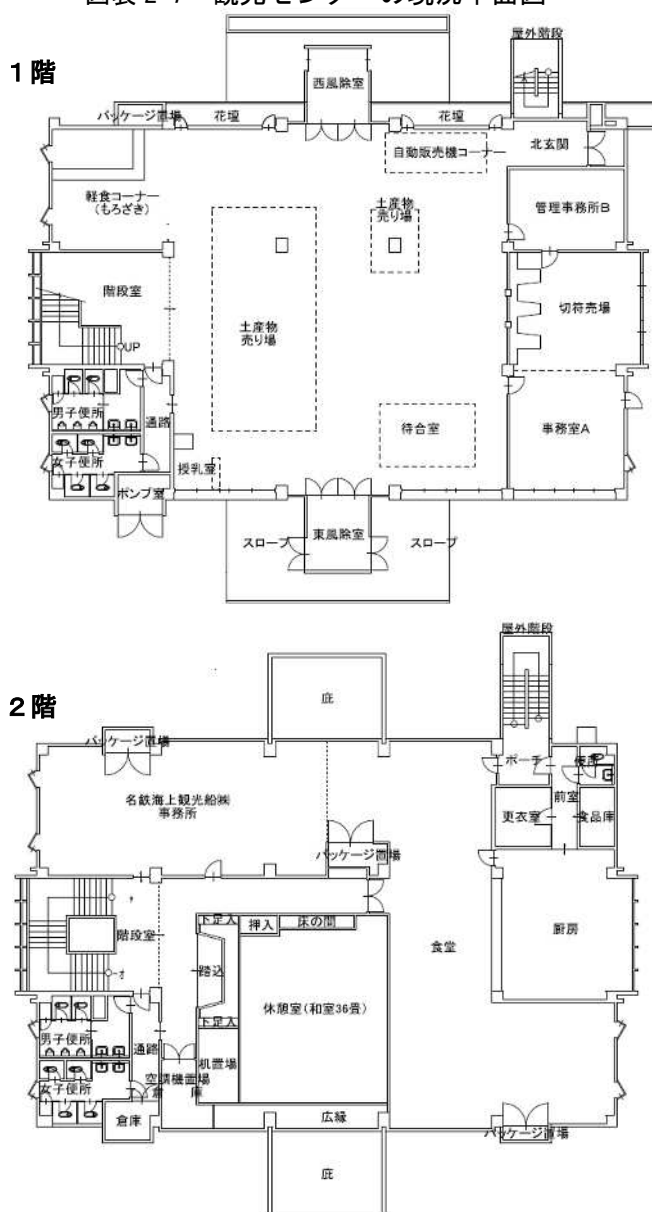 図表 2-7 観光センターの現況平面図
1階
屋外階段
西風除室
パッケージ置場
花壇
花壇
自動販売機コーナー
北玄関
軽食コーナー
(もろざき)
土産物
売り場
管理事務所B
階段室
切符売場
土産物
売り場
UP
男子便所
通路
待合室
事務室A
女子便所
授乳室
ポンプ室
スロープ
東風除室
スロープ
2階
屋外階段
庇
パッケージ置場
ポーチ
便所
前室
名鉄海上観光船㈱
事務所
更衣室
食品庫
パッケージ置場
下足入
押入
床の間
階段室
食堂
厨房
踏込
休憩室(和室36畳)
下足入
男子便所
通路
机置場
空調機置場
女子便所
倉庫
倉庫
広縁
パッケージ置場
庇